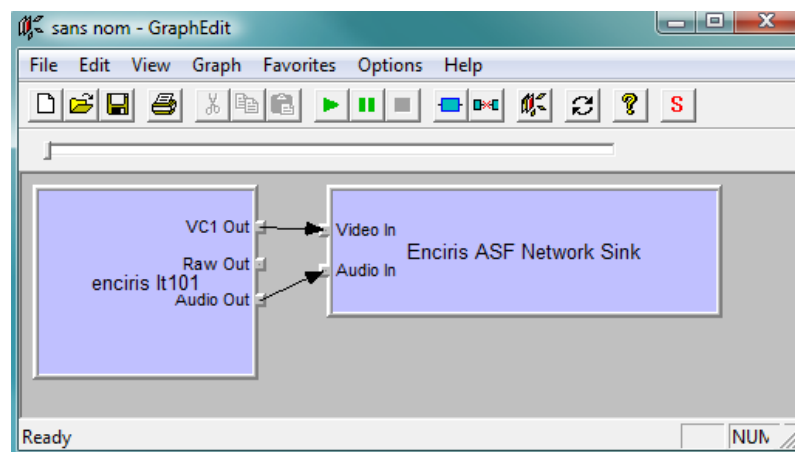 sans nom - GraphEdit
File Edit View Graph Favorites Options Help
S
VC1 Out
Raw Out
enciris lt101
Audio Out
Video In
Enciris ASF Network Sink
Audio In
Ready
NUM